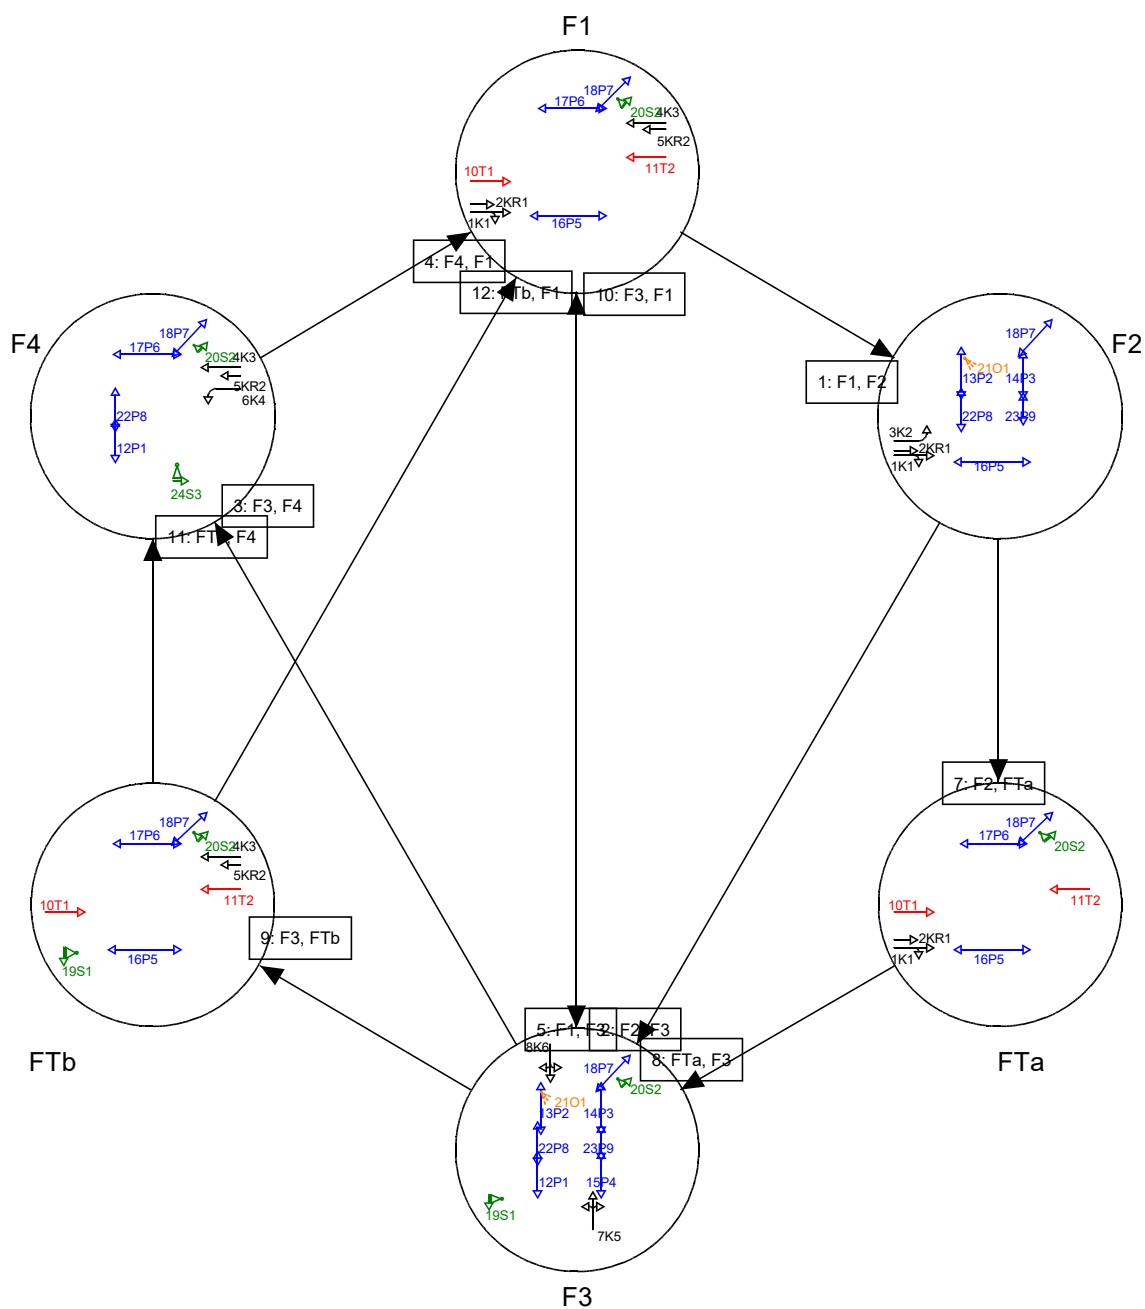 F1
18P7
17P6
20S2
4K3
5KR2
11T2
10T1
2KR1
1K1
16P5
4: F4, F1
12: FTb, F1
10: F3, F1
F4
18P7
17P6
20S2
4K3
5KR2
6K4
22P8
12P1
24S3
3: F3, F4
F2
18P7
21O1
13P2
14P3
22P8
23P9
3K2
2KR1
1K1
16P5
1: F1, F2
7: F2, FTa
18P7
17P6
20S2
4K3
5KR2
11T2
10T1
16P5
19S1
9: F3, FTb
FTb
18P7
17P6
20S2
11T2
10T1
2KR1
1K1
16P5
FTa
5: F1, F3
2: F2, F3
8: FTa, F3
8K6
18P7
20S2
21O1
13P2
14P3
22P8
23P9
12P1
15P4
19S1
7K5
F3